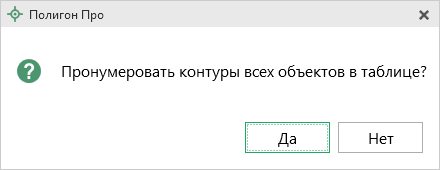 Полигон Про
Пронумеровать контуры всех объектов в таблице?
Да
Нет